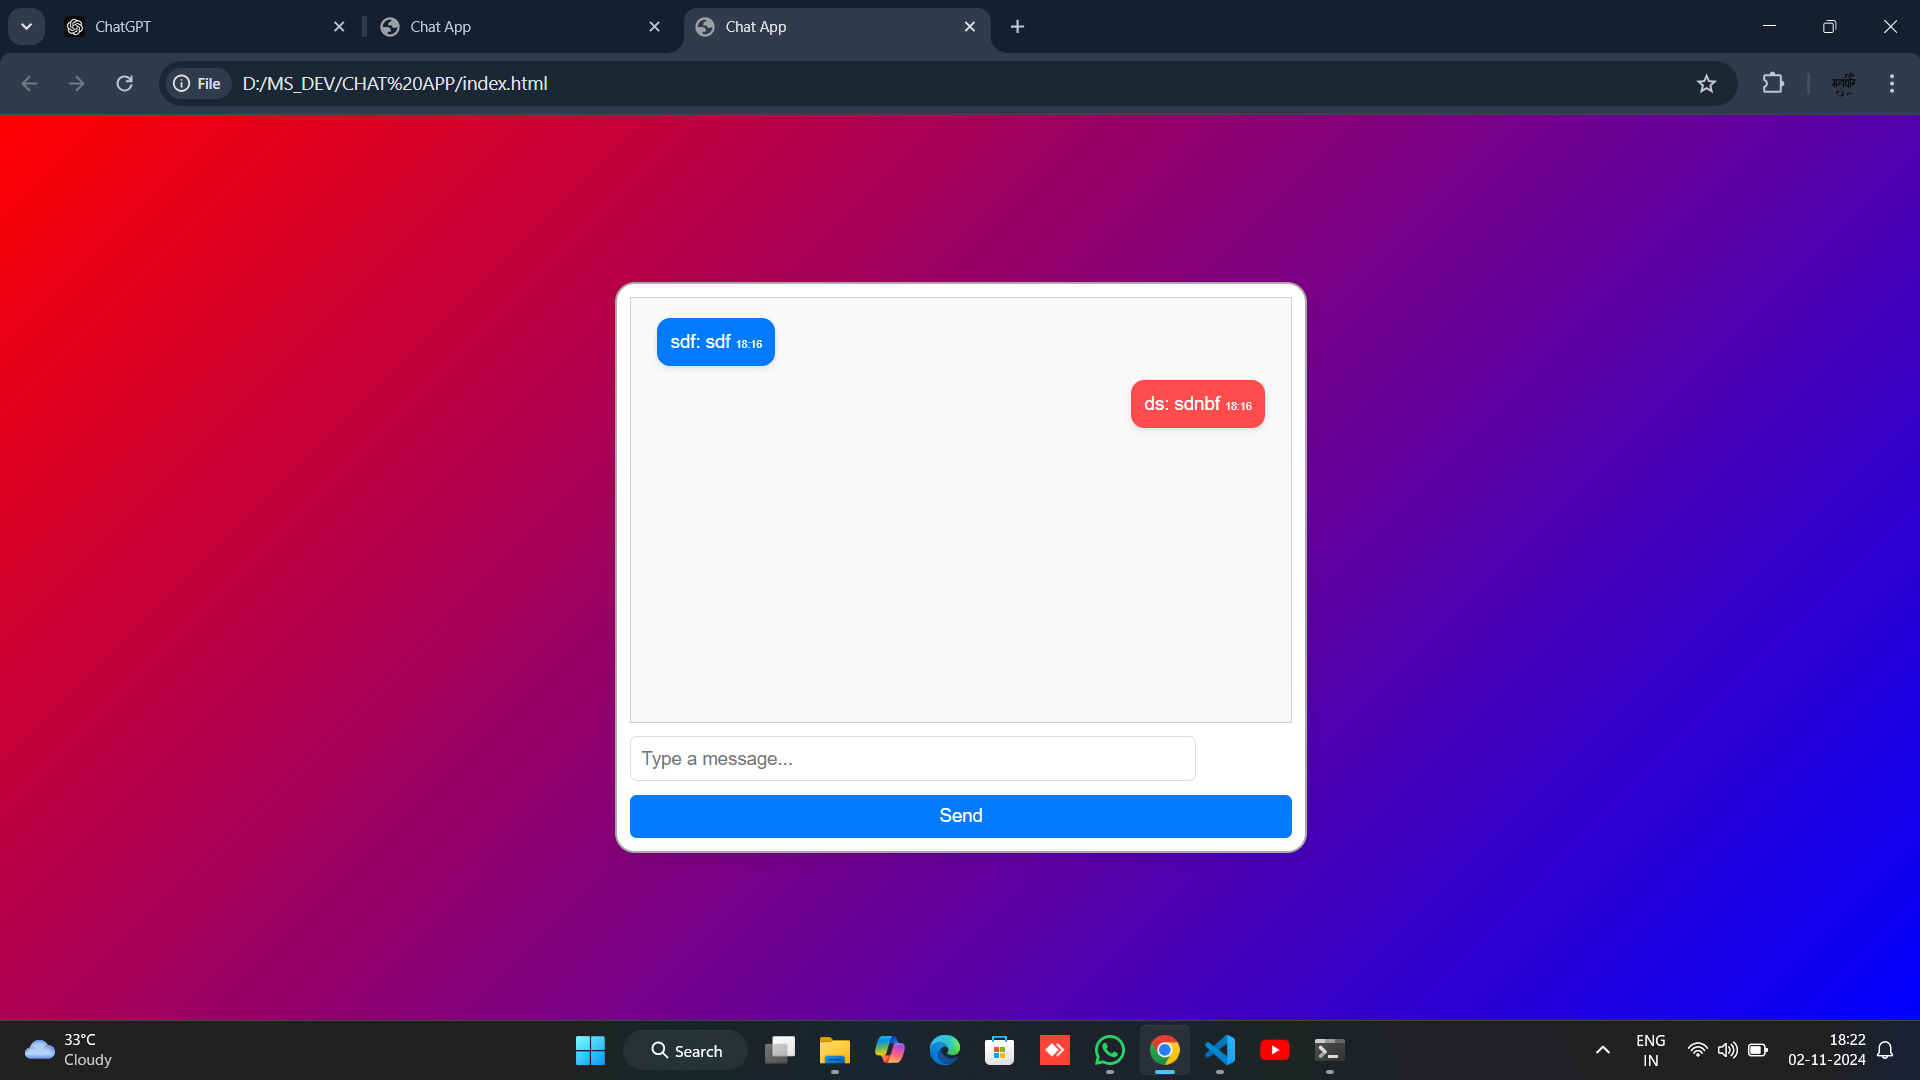 ChatGPT
Chat App
Chat App
File
D:/MS_DEV/CHAT%20APP/index.html
sdf: sdf 18:16
ds: sdnbf 18:16
Type a message...
Send
33°C
Cloudy
Search
ENG
IN
18:22
02-11-2024